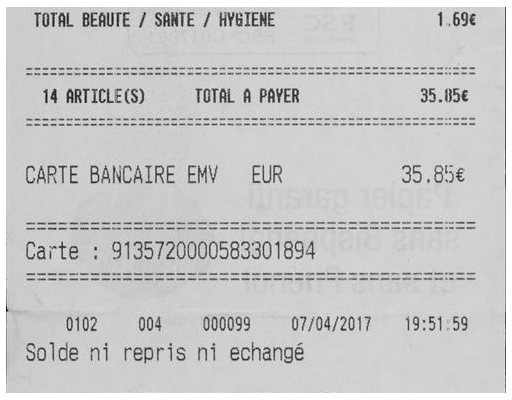 TOTAL BEAUTE / SANTE / HYGIENE 1.69€
14 ARTICLE(S) TOTAL A PAYER 35.85€
CARTE BANCAIRE EMV EUR 35.85€
Carte : 9135720000583301894
0102 004 000099 07/04/2017 19:51:59
Solde ni repris ni echangé